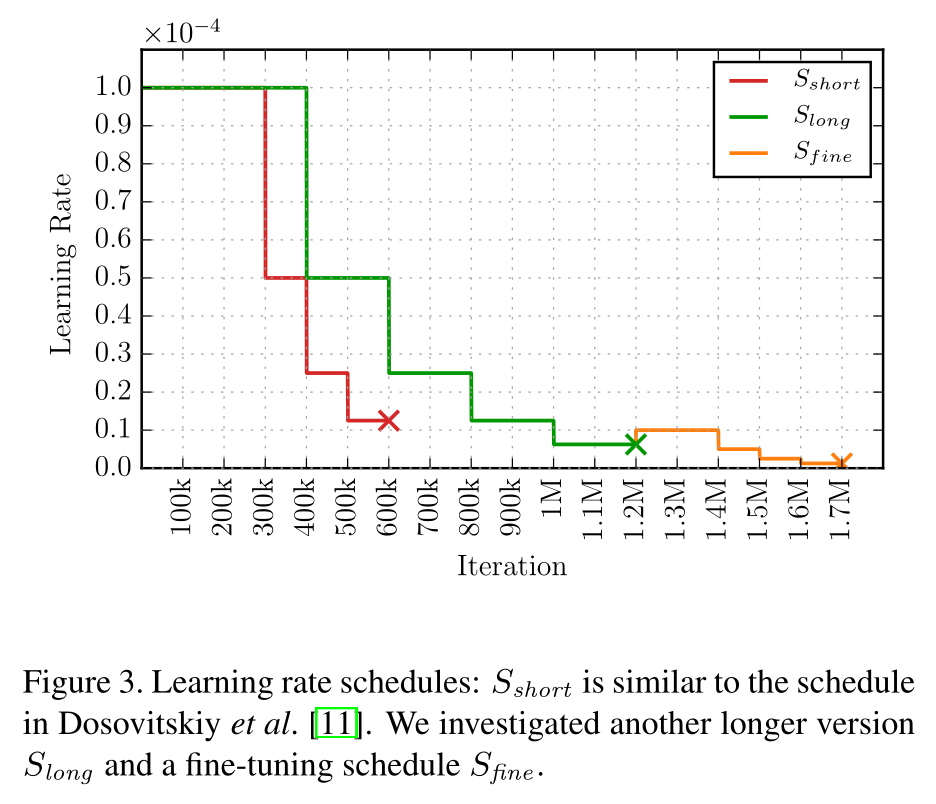 ×10⁻⁴
1.0
0.9
0.8
0.7
0.6
0.5
0.4
0.3
0.2
0.1
0.0
Learning Rate
S_short
S_long
S_fine
100k
200k
300k
400k
500k
600k
700k
800k
900k
1M
1.1M
1.2M
1.3M
1.4M
1.5M
1.6M
1.7M
Iteration
Figure 3. Learning rate schedules: S_short is similar to the schedule
in Dosovitskiy et al. [11]. We investigated another longer version
S_long and a fine-tuning schedule S_fine.